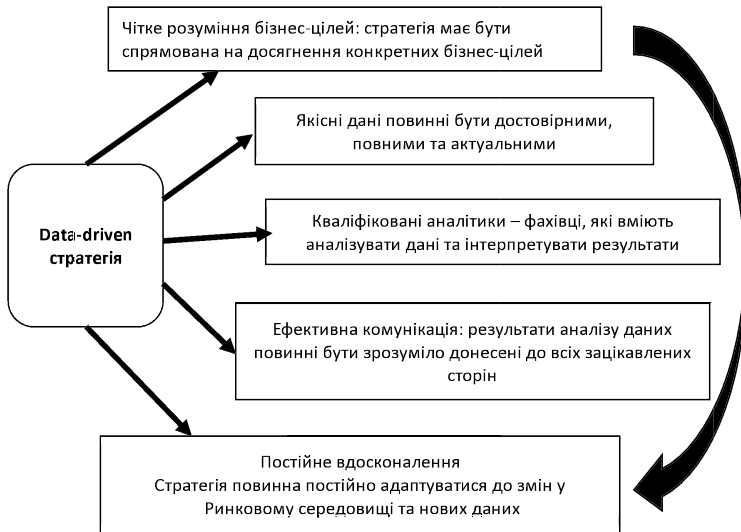 Чітке розуміння бізнес-цілей: стратегія має бути
спрямована на досягнення конкретних бізнес-цілей
Якісні дані повинні бути достовірними,
повними та актуальними
Data-driven
стратегія
Кваліфіковані аналітики – фахівці, які вміють
аналізувати дані та інтерпретувати результати
Ефективна комунікація: результати аналізу даних
повинні бути зрозуміло донесені до всіх зацікавлених
сторін
Постійне вдосконалення
Стратегія повинна постійно адаптуватися до змін у
Ринковому середовищі та нових даних